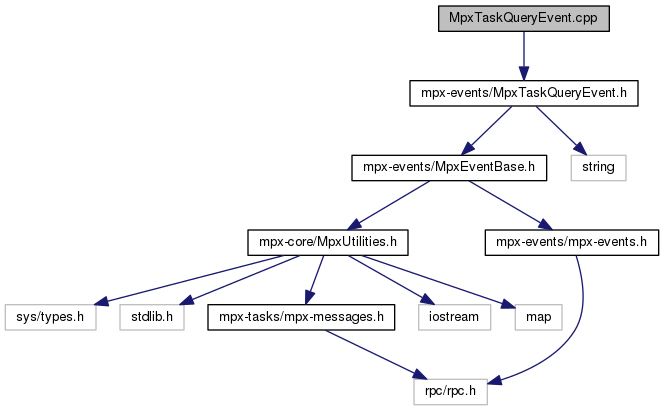 MpxTaskQueryEvent.cpp
mpx-events/MpxTaskQueryEvent.h
mpx-events/MpxEventBase.h
string
mpx-core/MpxUtilities.h
mpx-events/mpx-events.h
sys/types.h
stdlib.h
mpx-tasks/mpx-messages.h
iostream
map
rpc/rpc.h